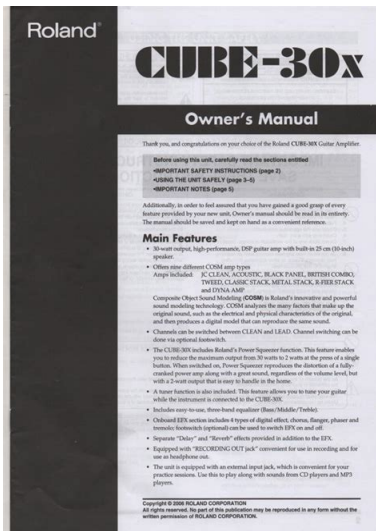 Roland®
CUBE-30x
Owner's Manual
Thank you, and congratulations on your choice of the Roland CUBE-30X Guitar Amplifier.
Before using this unit, carefully read the sections entitled
•IMPORTANT SAFETY INSTRUCTIONS (page 2)
•USING THE UNIT SAFELY (page 3–5)
•IMPORTANT NOTES (page 5)
Additionally, in order to feel assured that you have gained a good grasp of every
feature provided by your new unit, Owner's manual should be read in its entirety.
The manual should be saved and kept on hand as a convenient reference.
Main Features
• 30-watt output, high-performance, DSP guitar amp with built-in 25 cm (10-inch)
speaker.
• Offers nine different COSM amp types
Amps included: JC CLEAN, ACOUSTIC, BLACK PANEL, BRITISH COMBO,
TWEED, CLASSIC STACK, METAL STACK, R-FIER STACK
and DYNA AMP
Composite Object Sound Modeling (COSM) is Roland's innovative and powerful
sound modeling technology. COSM analyzes the many factors that make up the
original sound, such as the electrical and physical characteristics of the original,
and then produces a digital model that can reproduce the same sound.
• Channels can be switched between CLEAN and LEAD. Channel switching can be
done via optional footswitch.
• The CUBE-30X includes Roland's Power Squeezer function. This feature enables
you to reduce the maximum output from 30 watts to 2 watts at the press of a single
button. When switched on, Power Squeezer reproduces the distortion of a fully-
cranked power amp along with a great sound, regardless of the volume level, but
with a 2-watt output that is easy to handle in the home.
• A tuner function is also included. This feature allows you to tune your guitar
while the instrument is connected to the CUBE-30X.
• Includes easy-to-use, three-band equalizer (Bass/Middle/Treble).
• Onboard EFX section includes 4 types of digital effect, chorus, flanger, phaser and
tremolo; footswitch (optional) can be used to switch EFX on and off.
• Separate "Delay" and "Reverb" effects provided in addition to the EFX.
• Equipped with "RECORDING OUT jack" convenient for use in recording and for
use as headphone out.
• The unit is equipped with an external input jack, which is convenient for your
practice sessions. Use this to play along with sounds from CD players and MP3
players.
Copyright © 2006 ROLAND CORPORATION
All rights reserved. No part of this publication may be reproduced in any form without the
written permission of ROLAND CORPORATION.